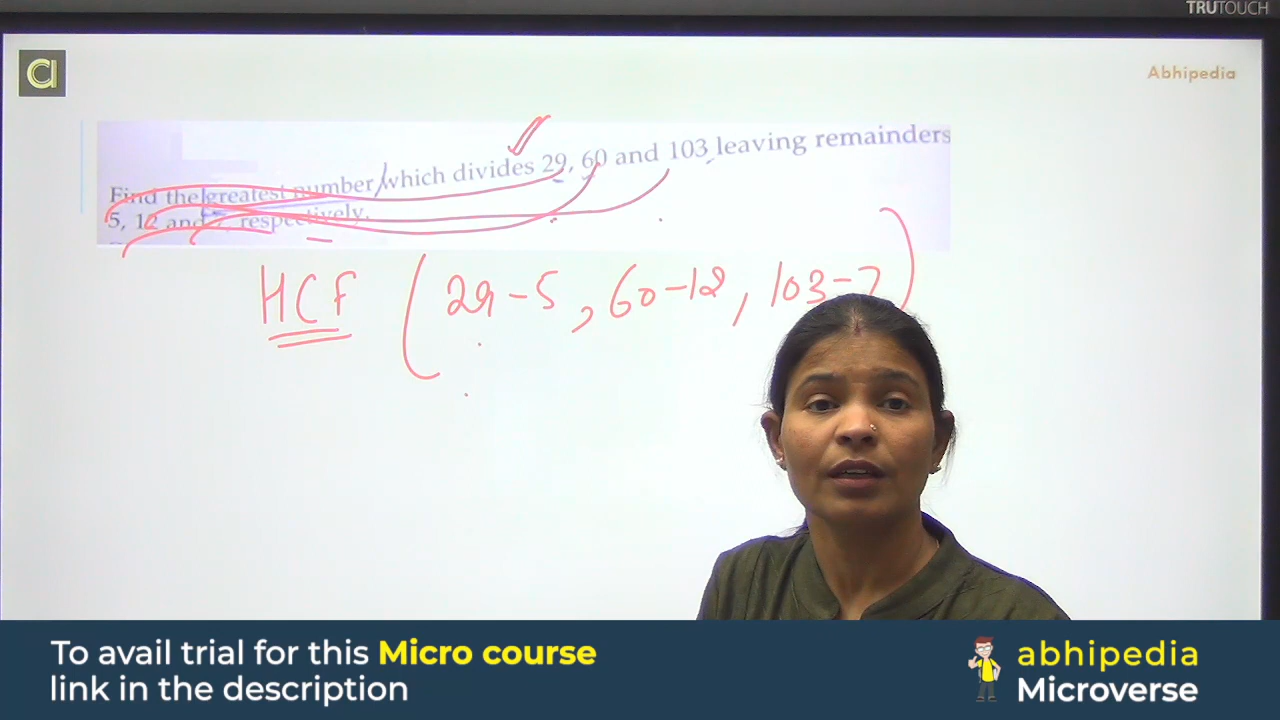 TRUTOUCH
a
Abhipedia
Find the greatest number which divides 29, 60 and 103 leaving remainders
5, 12 and 7, respectively.
HCF (29-5, 60-12, 103-7)
To avail trial for this Micro course
link in the description
abhipedia
Microverse